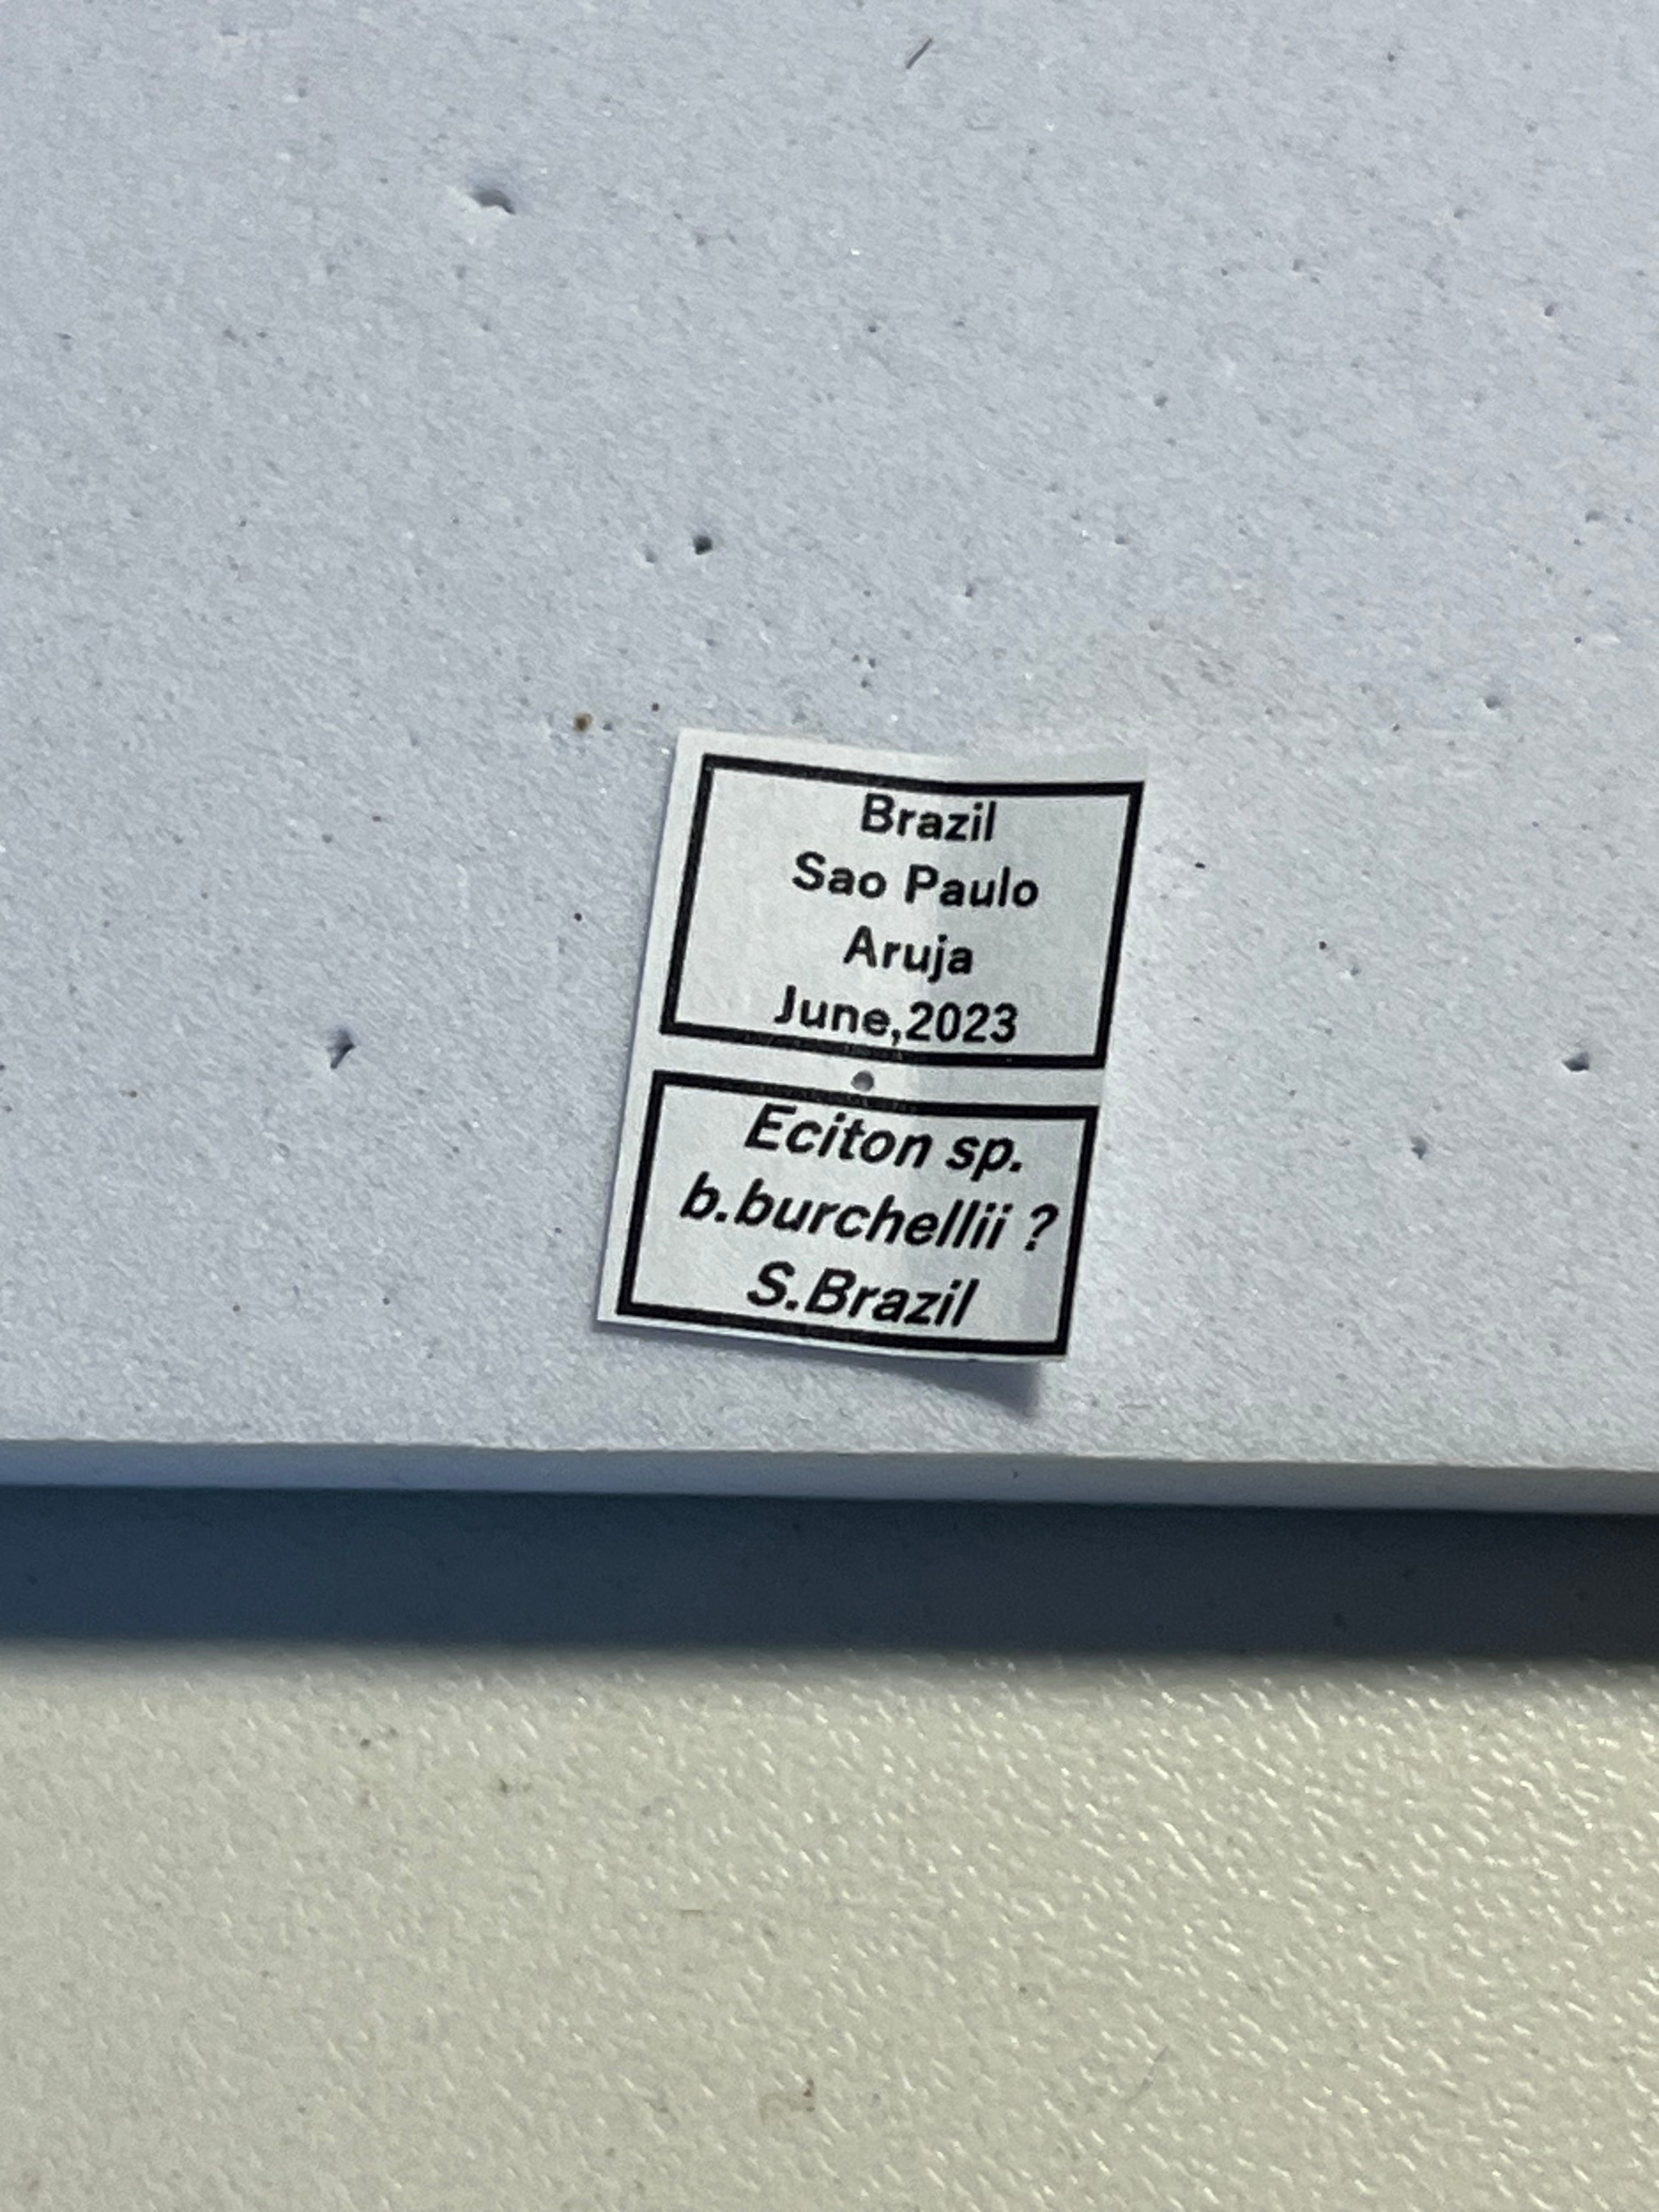 Brazil
Sao Paulo
Aruja
June,2023
Eciton sp.
b.burchellii ?
S.Brazil